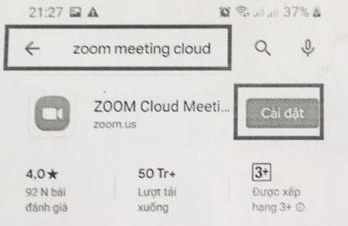 21:27 37%
zoom meeting cloud
ZOOM Cloud Meeti...
zoom.us
Cài đặt
4,0★ 50 Tr+ 3+
92 N bài Lượt tải Được xếp
đánh giá xuống hạng 3+